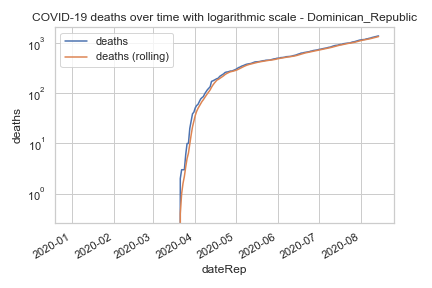 COVID-19 deaths over time with logarithmic scale - Dominican_Republic
deaths
deaths (rolling)
10³
10²
10¹
10⁰
deaths
2020-01
2020-02
2020-03
2020-04
2020-05
2020-06
2020-07
2020-08
dateRep